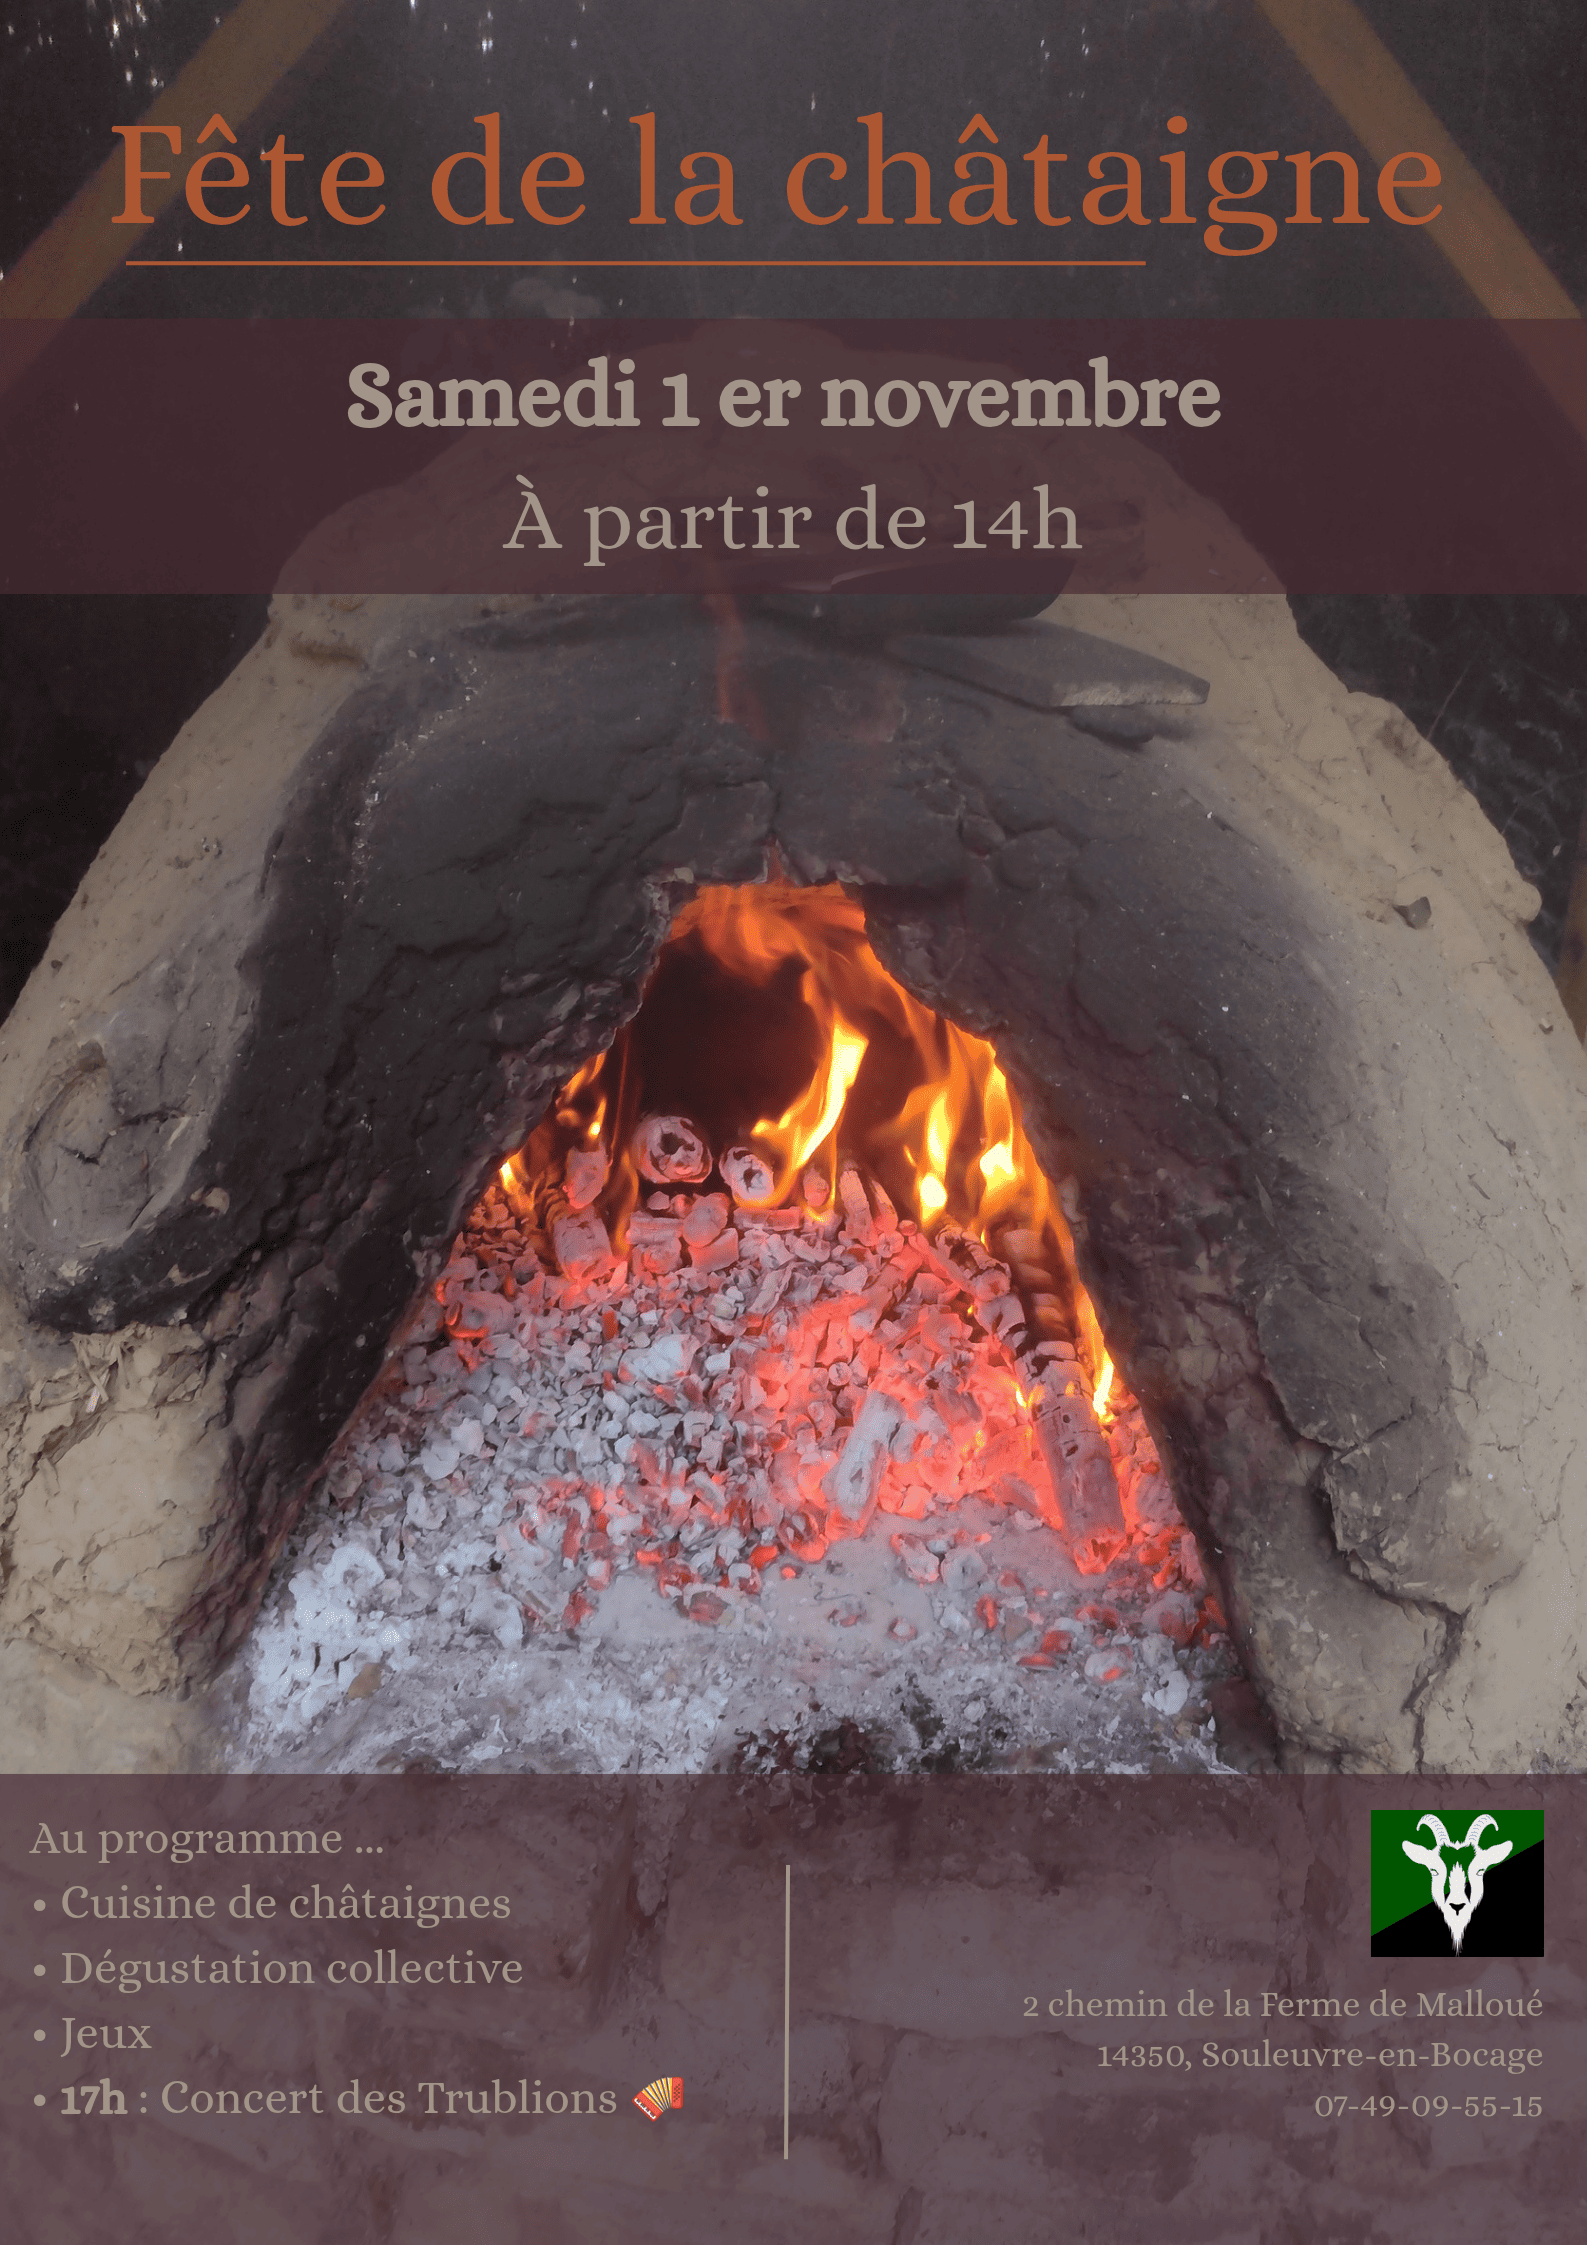 Fête de la châtaigne
Samedi 1 er novembre
À partir de 14h
Au programme ...
• Cuisine de châtaignes
• Dégustation collective
• Jeux
• 17h : Concert des Trublions 🪗
2 chemin de la Ferme de Malloué
14350, Souleuvre-en-Bocage
07-49-09-55-15